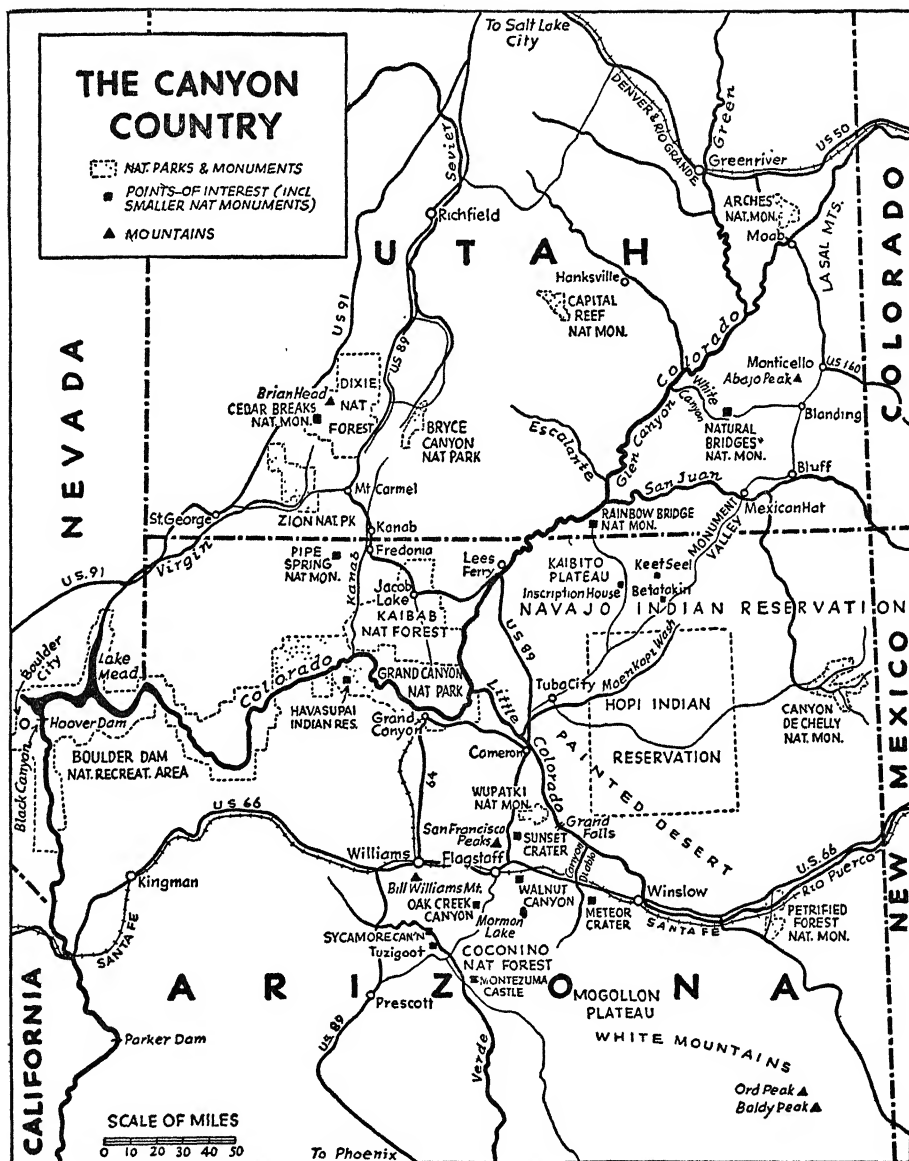 THE CANYON
COUNTRY
NAT. PARKS & MONUMENTS
POINTS-OF INTEREST (INCL
SMALLER NAT MONUMENTS)
MOUNTAINS
To Salt Lake
City
DENVER & RIO GRANDE
Green
US 50
Greenriver
Sevier
Richfield
ARCHES
NAT. MON.
Moab
LA SAL MTS.
COLORADO
UTAH
Hanksville
CAPITAL
REEF
NAT MON.
US 91
US 89
NEVADA
Colorado
Monticello
US 160
Abajo Peak
White
Canyon
Blanding
Brian Head
CEDAR BREAKS
NAT. MON.
DIXIE
NAT
FOREST
BRYCE
CANYON
NAT PARK
Escalante
Glen Canyon
NATURAL
BRIDGES
NAT. MON.
Bluff
San Juan
Mexican Hat
Mt Carmel
ZION NAT. PK
St. George
Virgin
Kanab
Fredonia
RAINBOW BRIDGE
NAT MON.
MONUMENT
VALLEY
PIPE
SPRING
NAT MON.
Kanab
Lees
Ferry
KAIBITO
PLATEAU
Inscription House
Keet Seel
Betatakin
U.S. 91
Jacob
Lake
KAIBAB
NAT FOREST
NAVAJO INDIAN RESERVATION
US 89
Moen Kopi Wash
Boulder
City
Lake
Mead
Colorado
GRAND CANYON
NAT PARK
HAVASUPAI
INDIAN RES.
Grand
Canyon
Little
Colorado
Tuba City
HOPI INDIAN
RESERVATION
CANYON
DE CHELLY
NAT. MON.
NEW MEXICO
Hoover Dam
BOULDER DAM
NAT. RECREAT. AREA
Black Canyon
Cameron
PAINTED DESERT
64
WUPATKI
NAT MON.
US 66
San Francisco
Peaks
SUNSET
CRATER
Grand
Falls
Canyon
Diablo
Williams
Flagstaff
U.S. 66
Rio Puerco
Kingman
SANTA FE
Bill Williams Mt.
OAK CREEK
CANYON
WALNUT
CANYON
Mormon
Lake
METEOR
CRATER
Winslow
SANTA FE
PETRIFIED
FOREST
NAT. MON.
SYCAMORE CAN'N
Tuzigoot
COCONINO
NAT FOREST
MONTEZUMA
CASTLE
ARIZONA
Prescott
MOGOLLON
PLATEAU
CALIFORNIA
Parker Dam
U.S. 89
Verde
WHITE MOUNTAINS
Ord Peak
Baldy Peak
SCALE OF MILES
0 10 20 30 40 50
To Phoenix